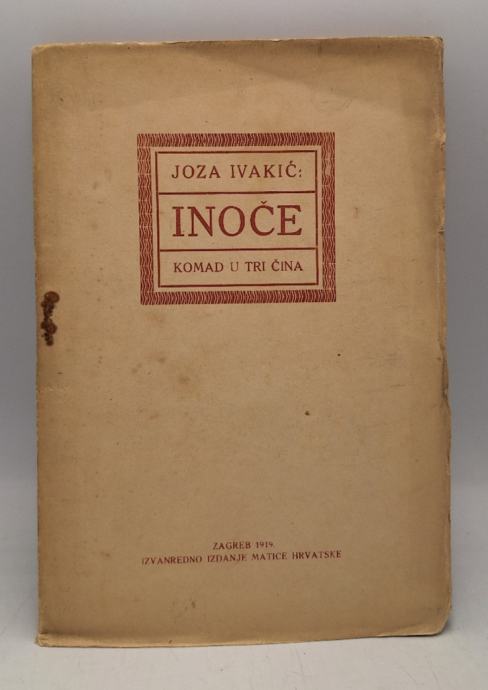 JOZA IVAKIĆ:
INOČE
KOMAD U TRI ČINA
ZAGREB 1919.
IZVANREDNO IZDANJE MATICE HRVATSKE